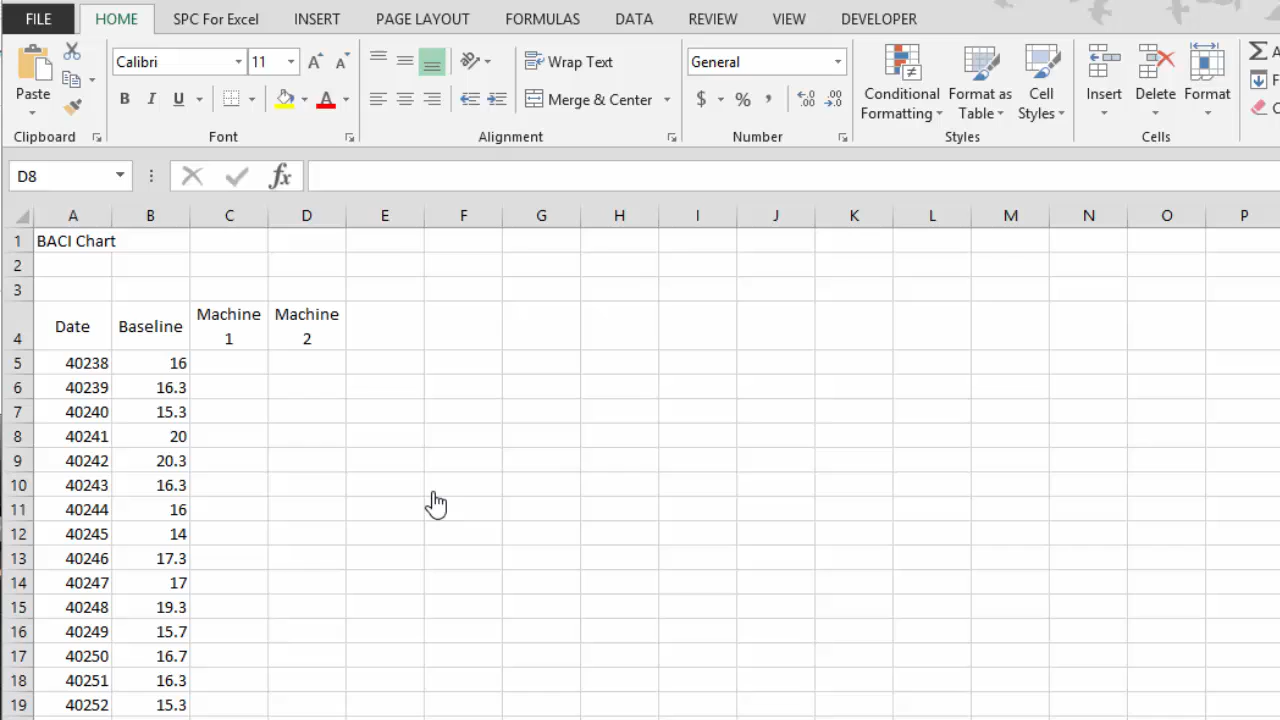 FILE HOME SPC For Excel INSERT PAGE LAYOUT FORMULAS DATA REVIEW VIEW DEVELOPER
Calibri 11 Wrap Text General
Paste B I U Merge & Center $ % , Conditional Formatting Format as Table Cell Styles Insert Delete Format
Clipboard Font Alignment Number Styles Cells
D8 fx
A B C D E F G H I J K L M N O P
1 BACI Chart
2
3
4 Date Baseline Machine 1 Machine 2
5 40238 16
6 40239 16.3
7 40240 15.3
8 40241 20
9 40242 20.3
10 40243 16.3
11 40244 16
12 40245 14
13 40246 17.3
14 40247 17
15 40248 19.3
16 40249 15.7
17 40250 16.7
18 40251 16.3
19 40252 15.3